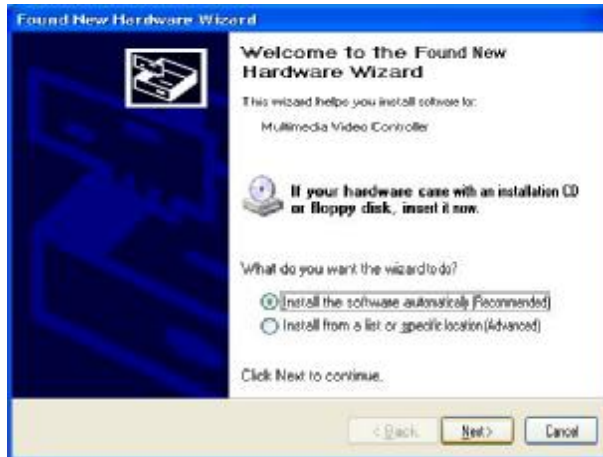 Found New Hardware Wizard
Welcome to the Found New
Hardware Wizard
This wizard helps you install software for:
Multimedia Video Controller
If your hardware came with an installation CD
or floppy disk, insert it now.
What do you want the wizard to do?
Install the software automatically (Recommended)
Install from a list or specific location (Advanced)
Click Next to continue.
< Back
Next >
Cancel